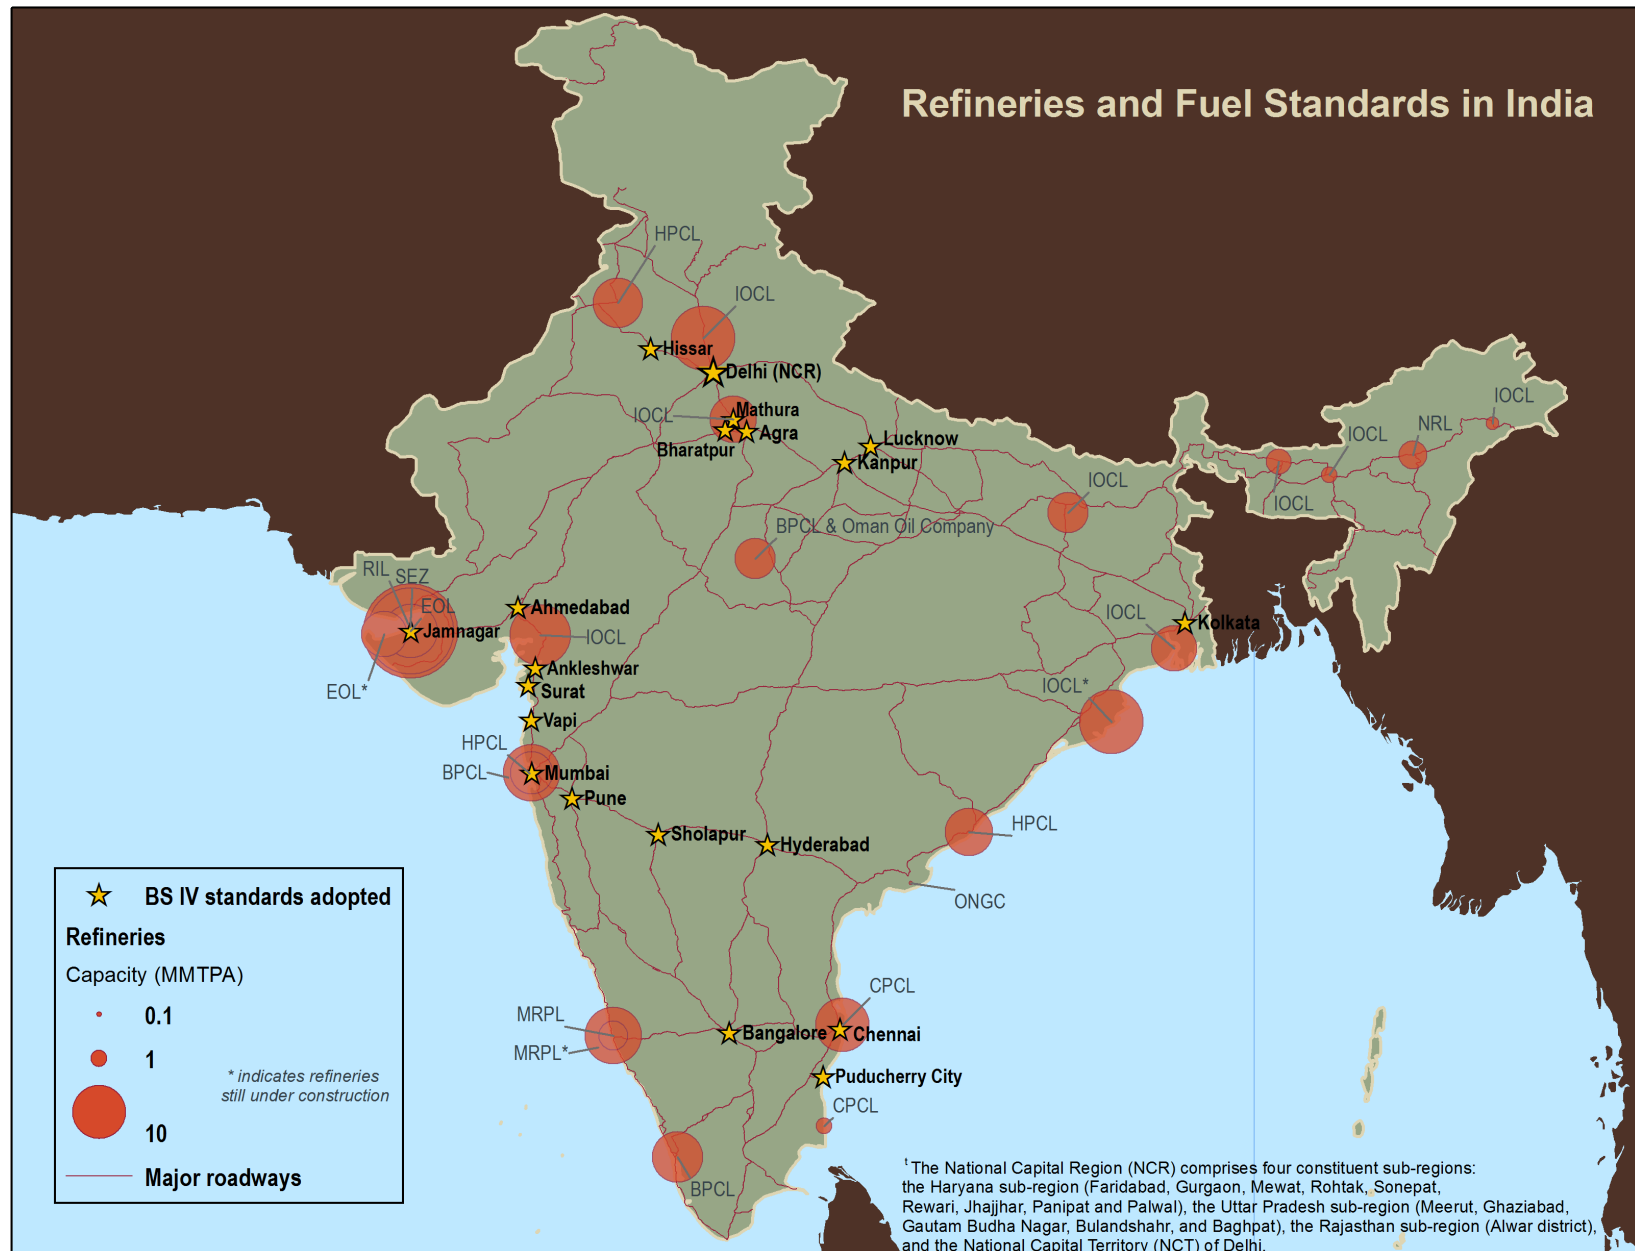 Refineries and Fuel Standards in India
HPCL
IOCL
Hissar
Delhi (NCR)
IOCL
Mathura
Bharatpur
Agra
Lucknow
Kanpur
IOCL
NRL
IOCL
IOCL
IOCL
BPCL & Oman Oil Company
RIL
SEZ
EOL
Jamnagar
EOL*
Ahmedabad
IOCL
Ankleshwar
Surat
Vapi
IOCL
Kolkata
IOCL*
HPCL
BPCL
Mumbai
Pune
Sholapur
Hyderabad
HPCL
ONGC
MRPL
MRPL*
Bangalore
CPCL
Chennai
Puducherry City
CPCL
BPCL
BS IV standards adopted
Refineries
Capacity (MMTPA)
0.1
1
10
* indicates refineries
still under construction
Major roadways
t The National Capital Region (NCR) comprises four constituent sub-regions:
the Haryana sub-region (Faridabad, Gurgaon, Mewat, Rohtak, Sonepat,
Rewari, Jhajjhar, Panipat and Palwal), the Uttar Pradesh sub-region (Meerut, Ghaziabad,
Gautam Budha Nagar, Bulandshahr, and Baghpat), the Rajasthan sub-region (Alwar district),
and the National Capital Territory (NCT) of Delhi.